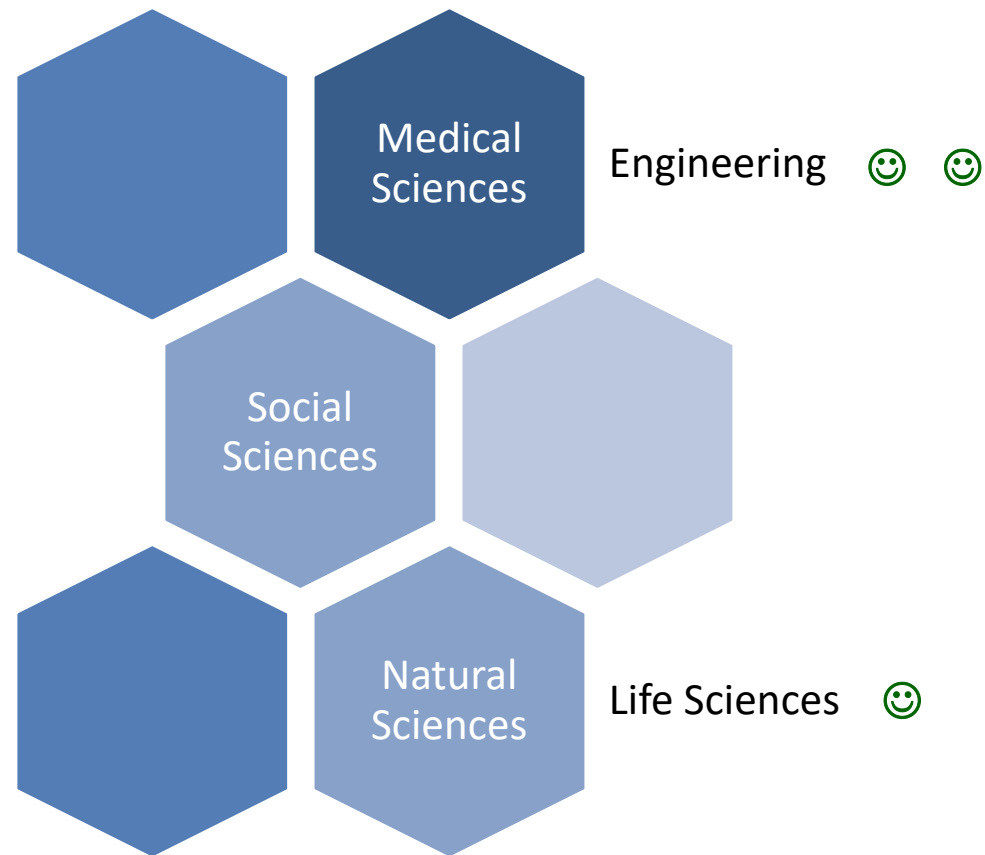 Medical
Sciences
Engineering ☺ ☺
Social
Sciences
Natural
Sciences
Life Sciences ☺